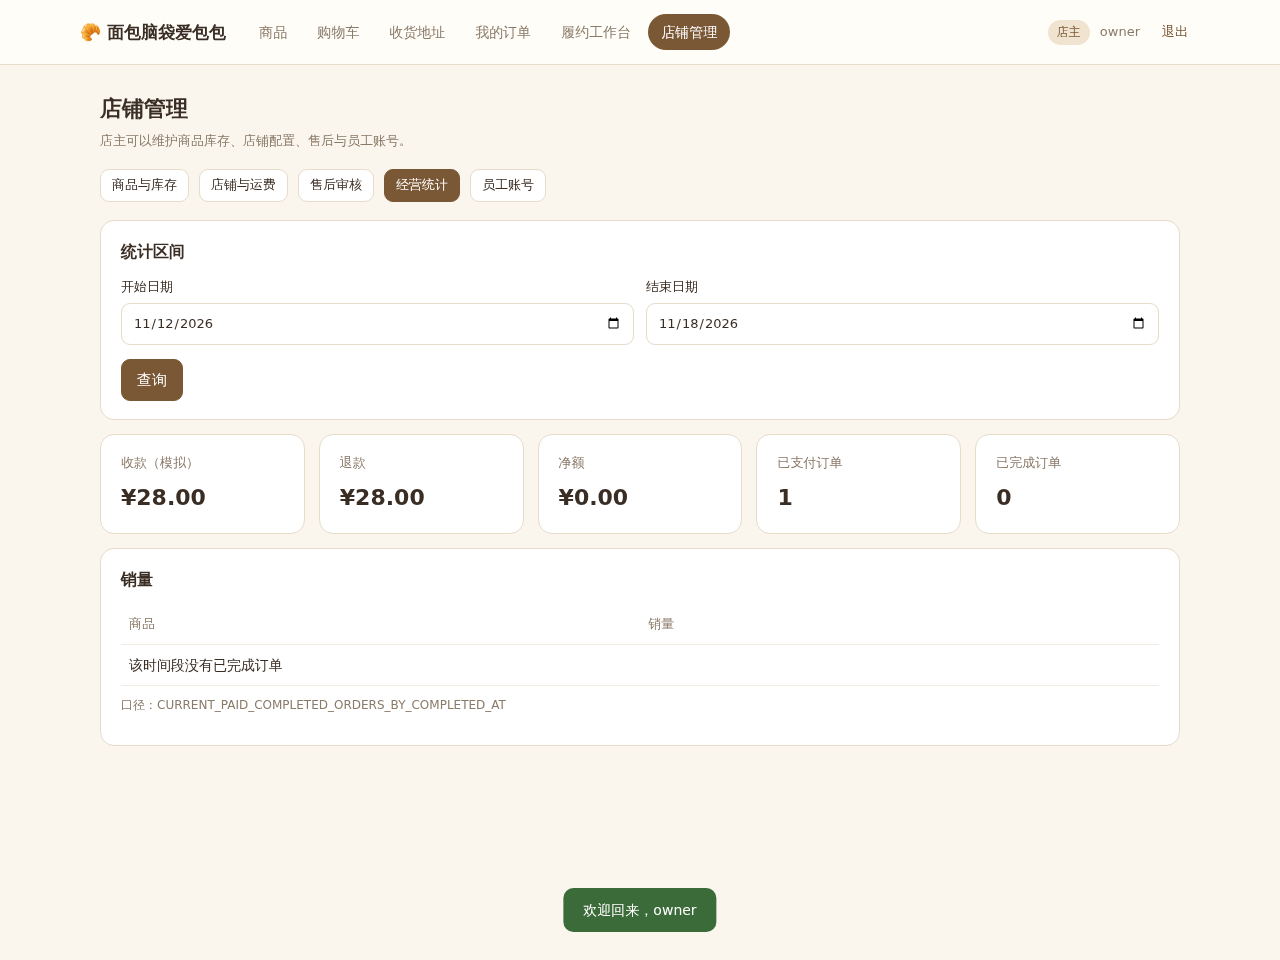 🥐 面包脑袋爱包包 商品 购物车 收货地址 我的订单 履约工作台 店铺管理 店主 owner 退出
店铺管理
店主可以维护商品库存、店铺配置、售后与员工账号。
商品与库存 店铺与运费 售后审核 经营统计 员工账号
统计区间
开始日期 结束日期
11/12/2026 11/18/2026
查询
收款（模拟） 退款 净额 已支付订单 已完成订单
¥28.00 ¥28.00 ¥0.00 1 0
销量
商品 销量
该时间段没有已完成订单
口径：CURRENT_PAID_COMPLETED_ORDERS_BY_COMPLETED_AT
欢迎回来，owner